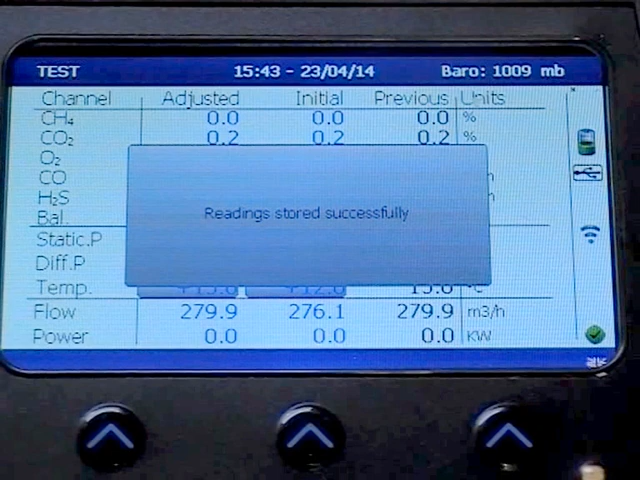 TEST 15:43 - 23/04/14 Baro: 1009 mb
Channel Adjusted Initial Previous Units
CH₄ 0.0 0.0 0.0 %
CO₂ 0.2 0.2 0.2 %
O₂
CO
H₂S
Bal.
Readings stored successfully
Static.P
Diff.P
Temp. °C
Flow 279.9 276.1 279.9 m3/h
Power 0.0 0.0 0.0 KW